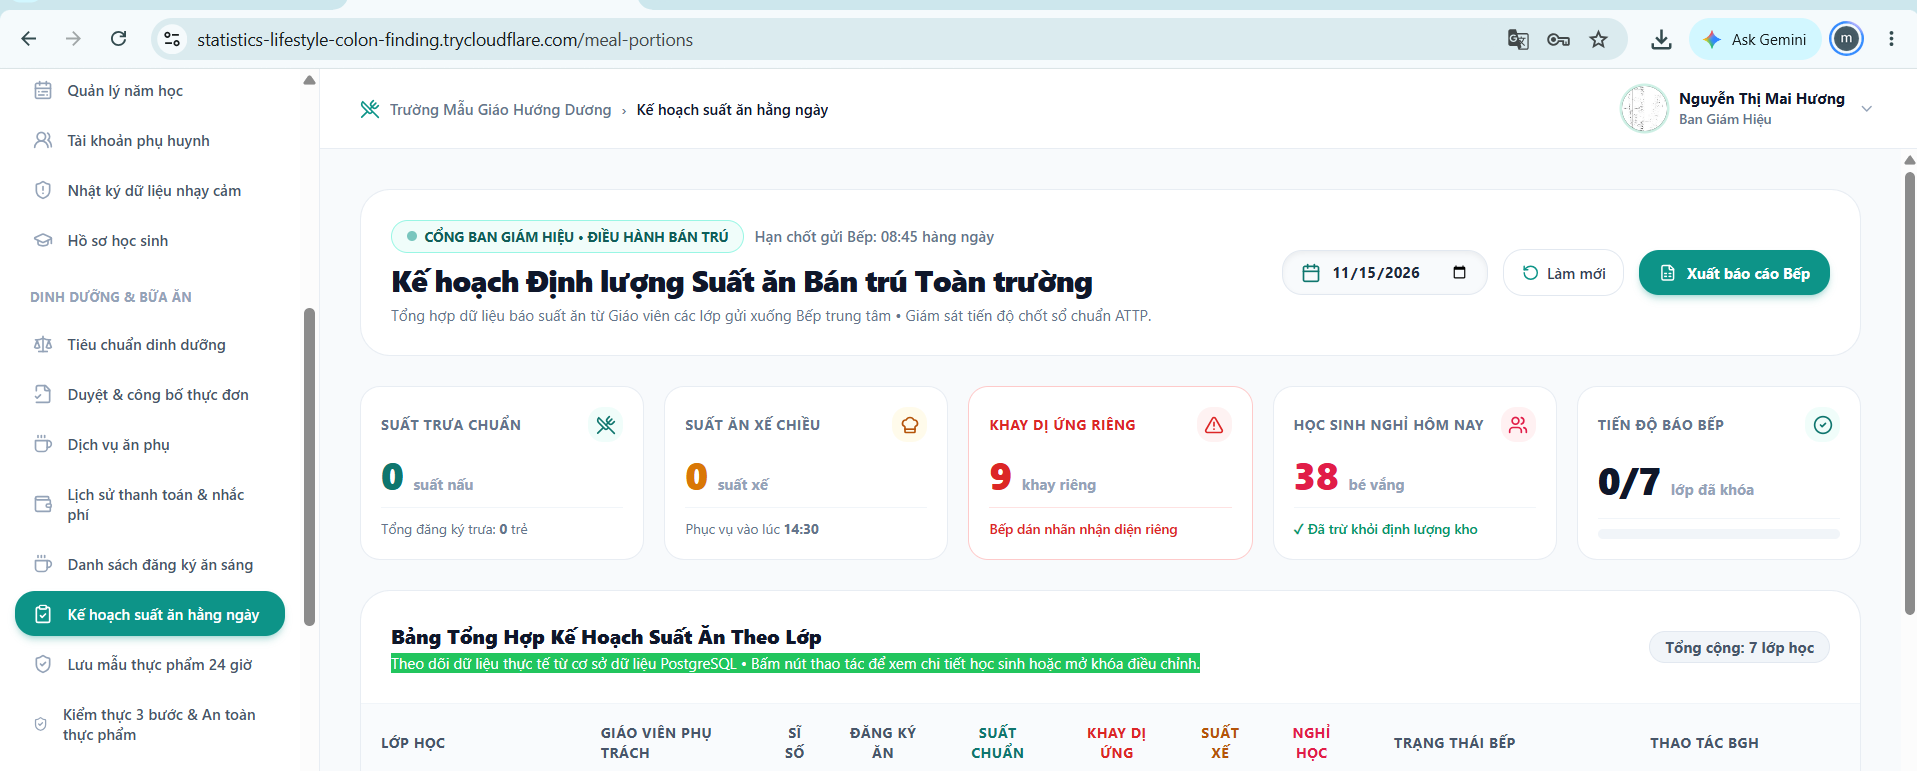 statistics-lifestyle-colon-finding.trycloudflare.com/meal-portions
Ask Gemini
m
Quản lý năm học
Tài khoản phụ huynh
Nhật ký dữ liệu nhạy cảm
Hồ sơ học sinh
DINH DƯỠNG & BỮA ĂN
Tiêu chuẩn dinh dưỡng
Duyệt & công bố thực đơn
Dịch vụ ăn phụ
Lịch sử thanh toán & nhắc
phí
Danh sách đăng ký ăn sáng
Kế hoạch suất ăn hằng ngày
Lưu mẫu thực phẩm 24 giờ
Kiểm thực 3 bước & An toàn
thực phẩm
Trường Mẫu Giáo Hướng Dương › Kế hoạch suất ăn hằng ngày
Nguyễn Thị Mai Hương
Ban Giám Hiệu
CỔNG BAN GIÁM HIỆU • ĐIỀU HÀNH BÁN TRÚ Hạn chốt gửi Bếp: 08:45 hàng ngày
Kế hoạch Định lượng Suất ăn Bán trú Toàn trường
Tổng hợp dữ liệu báo suất ăn từ Giáo viên các lớp gửi xuống Bếp trung tâm • Giám sát tiến độ chốt sổ chuẩn ATTP.
11/15/2026
Làm mới
Xuất báo cáo Bếp
SUẤT TRƯA CHUẨN
0 suất nấu
Tổng đăng ký trưa: 0 trẻ
SUẤT ĂN XẾ CHIỀU
0 suất xế
Phục vụ vào lúc 14:30
KHAY DỊ ỨNG RIÊNG
9 khay riêng
Bếp dán nhãn nhận diện riêng
HỌC SINH NGHỈ HÔM NAY
38 bé vắng
✓ Đã trừ khỏi định lượng kho
TIẾN ĐỘ BÁO BẾP
0/7 lớp đã khóa
Bảng Tổng Hợp Kế Hoạch Suất Ăn Theo Lớp
Theo dõi dữ liệu thực tế từ cơ sở dữ liệu PostgreSQL • Bấm nút thao tác để xem chi tiết học sinh hoặc mở khóa điều chỉnh.
Tổng cộng: 7 lớp học
LỚP HỌC
GIÁO VIÊN PHỤ
TRÁCH
SĨ
SỐ
ĐĂNG KÝ
ĂN
SUẤT
CHUẨN
KHAY DỊ
ỨNG
SUẤT
XẾ
NGHỈ
HỌC
TRẠNG THÁI BẾP
THAO TÁC BGH